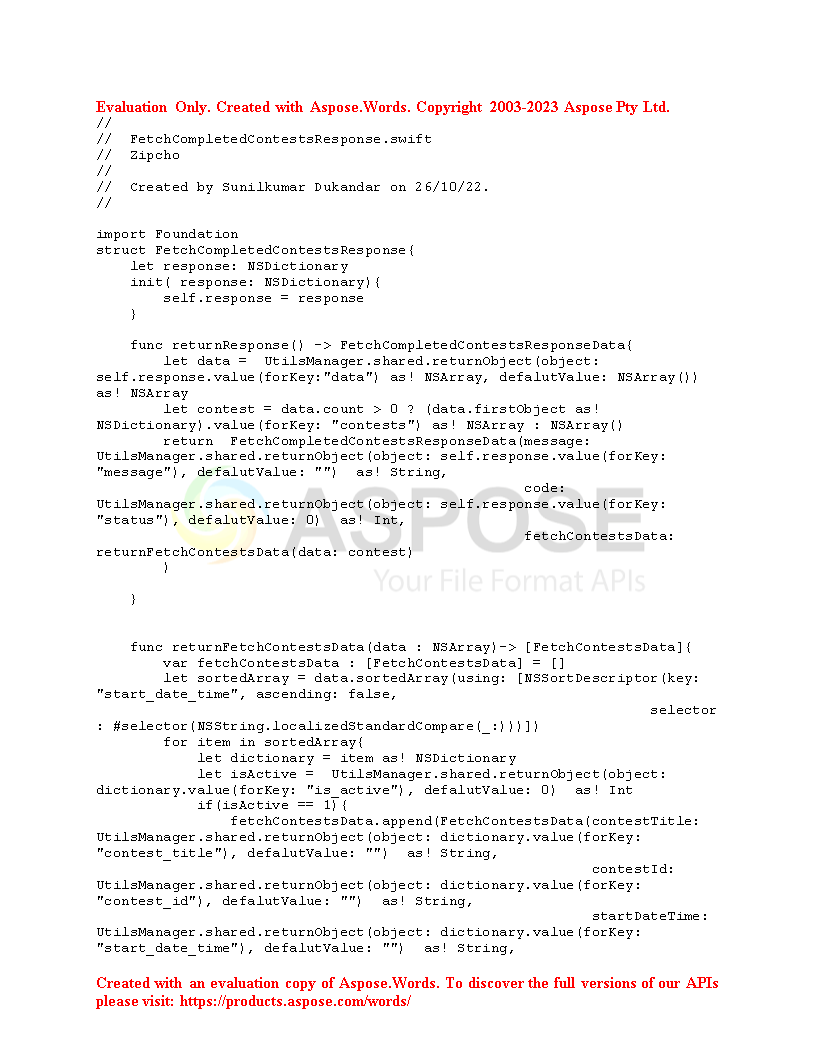 Evaluation Only. Created with Aspose.Words. Copyright 2003-2023 Aspose Pty Ltd.
//
//  FetchCompletedContestsResponse.swift
//  Zipcho
//
//  Created by Sunilkumar Dukandar on 26/10/22.
//
import Foundation
struct FetchCompletedContestsResponse{
    let response: NSDictionary
    init( response: NSDictionary){
        self.response = response
    }
    func returnResponse() -> FetchCompletedContestsResponseData{
        let data =  UtilsManager.shared.returnObject(object:
self.response.value(forKey:"data") as! NSArray, defalutValue: NSArray())
as! NSArray
        let contest = data.count > 0 ? (data.firstObject as!
NSDictionary).value(forKey: "contests") as! NSArray : NSArray()
        return  FetchCompletedContestsResponseData(message:
UtilsManager.shared.returnObject(object: self.response.value(forKey:
"message"), defalutValue: "")  as! String,
                                                   code:
UtilsManager.shared.returnObject(object: self.response.value(forKey:
"status"), defalutValue: 0)  as! Int,
                                                   fetchContestsData:
returnFetchContestsData(data: contest)
        )
    }
    func returnFetchContestsData(data : NSArray)-> [FetchContestsData]{
        var fetchContestsData : [FetchContestsData] = []
        let sortedArray = data.sortedArray(using: [NSSortDescriptor(key:
"start_date_time", ascending: false,
                                                                  selector
: #selector(NSString.localizedStandardCompare(_:)))])
        for item in sortedArray{
            let dictionary = item as! NSDictionary
            let isActive =  UtilsManager.shared.returnObject(object:
dictionary.value(forKey: "is_active"), defalutValue: 0)  as! Int
            if(isActive == 1){
                fetchContestsData.append(FetchContestsData(contestTitle:
UtilsManager.shared.returnObject(object: dictionary.value(forKey:
"contest_title"), defalutValue: "")  as! String,
                                                           contestId:
UtilsManager.shared.returnObject(object: dictionary.value(forKey:
"contest_id"), defalutValue: "")  as! String,
                                                           startDateTime:
UtilsManager.shared.returnObject(object: dictionary.value(forKey:
"start_date_time"), defalutValue: "")  as! String,
ASPOSE
Your File Format APIs
Created with an evaluation copy of Aspose.Words. To discover the full versions of our APIs
please visit: https://products.aspose.com/words/